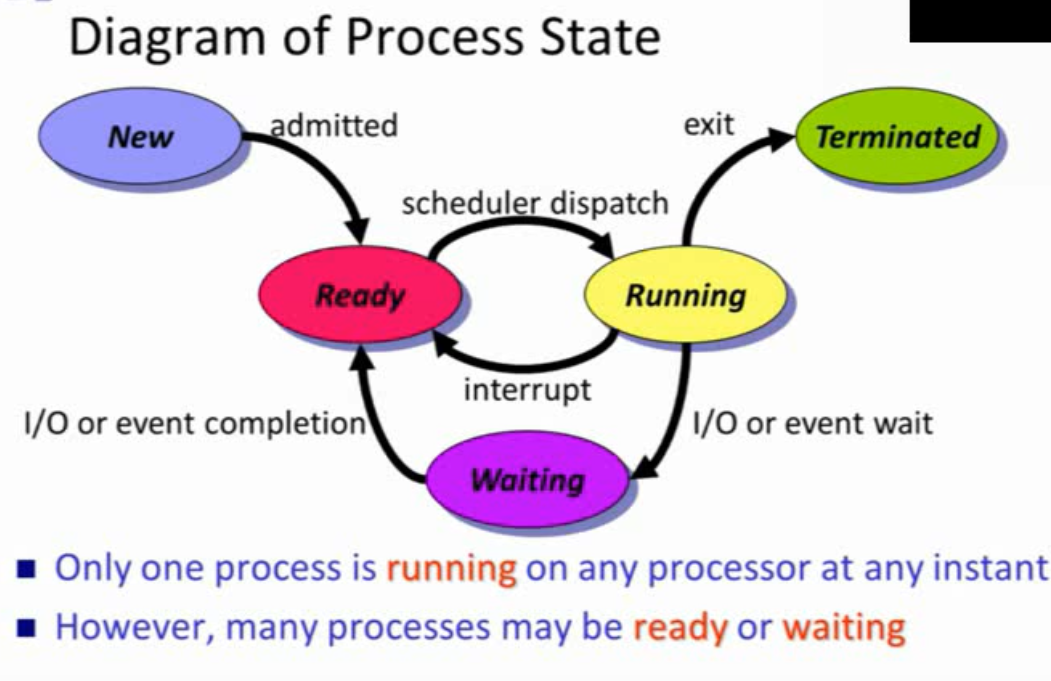 Diagram of Process State
New
admitted
exit
Terminated
scheduler dispatch
Ready
Running
interrupt
I/O or event completion
I/O or event wait
Waiting
Only one process is running on any processor at any instant
However, many processes may be ready or waiting